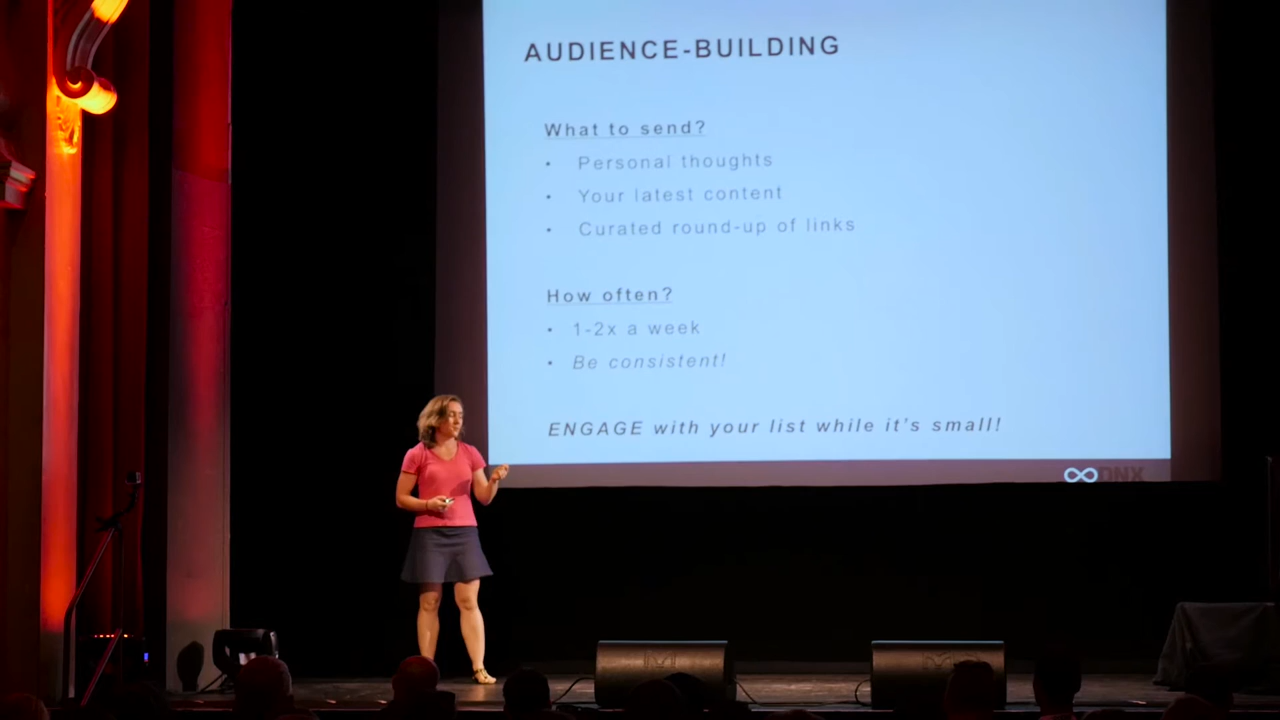 AUDIENCE-BUILDING
What to send?
• Personal thoughts
• Your latest content
• Curated round-up of links
How often?
• 1-2x a week
• Be consistent!
ENGAGE with your list while it's small!
DNX